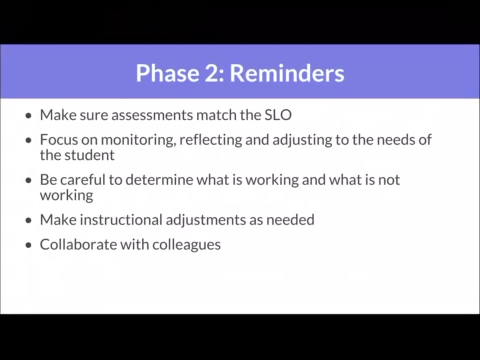 Phase 2: Reminders
Make sure assessments match the SLO
Focus on monitoring, reflecting and adjusting to the needs of
the student
Be careful to determine what is working and what is not
working
Make instructional adjustments as needed
Collaborate with colleagues